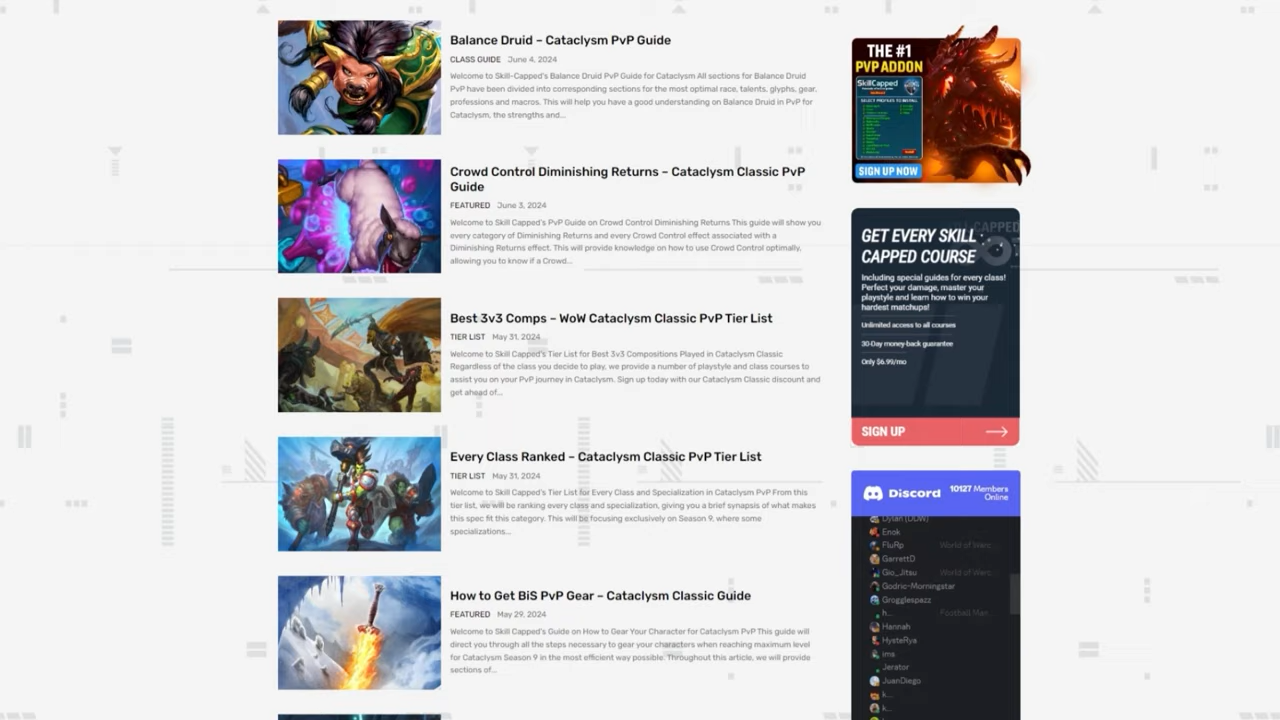 Balance Druid – Cataclysm PvP Guide
CLASS GUIDE June 4, 2024
Welcome to Skill-Capped's Balance Druid PvP Guide for Cataclysm All sections for Balance Druid
PvP have been divided into corresponding sections for the most optimal race, talents, glyphs, gear,
professions and macros. This will help you have a good understanding on Balance Druid in PvP for
Cataclysm, the strengths and...
Crowd Control Diminishing Returns – Cataclysm Classic PvP
Guide
FEATURED June 3, 2024
Welcome to Skill Capped's PvP Guide on Crowd Control Diminishing Returns This guide will show you
every category of Diminishing Returns and every Crowd Control effect associated with a
Diminishing Returns effect. This will provide knowledge on how to use Crowd Control optimally,
allowing you to know if a Crowd...
Best 3v3 Comps – WoW Cataclysm Classic PvP Tier List
TIER LIST May 31, 2024
Welcome to Skill Capped's Tier List for Best 3v3 Compositions Played in Cataclysm Classic
Regardless of the class you decide to play, we provide a number of playstyle and class courses to
assist you on your PvP journey in Cataclysm. Sign up today with our Cataclysm Classic discount and
get ahead of...
Every Class Ranked – Cataclysm Classic PvP Tier List
TIER LIST May 31, 2024
Welcome to Skill Capped's Tier List for Every Class and Specialization in Cataclysm PvP From this
tier list, we will be ranking every class and specialization, giving you a brief synopsis of what makes
this spec fit this category. This will be focusing exclusively on Season 9, where some
specializations...
How to Get BiS PvP Gear – Cataclysm Classic Guide
FEATURED May 29, 2024
Welcome to Skill Capped's Guide on How to Gear Your Character for Cataclysm PvP This guide will
direct you through all the steps necessary to gear your characters when reaching maximum level
for Cataclysm Season 9 in the most efficient way possible. Throughout this article, we will provide
sections of...
THE #1
PVP ADDON
SkillCapped
SELECT PROFILES TO INSTALL
SIGN UP NOW
GET EVERY SKILL
CAPPED COURSE
Including special guides for every class!
Perfect your damage, master your
playstyle and learn how to win your
hardest matchups!
Unlimited access to all courses
30-Day money-back guarantee
Only $6.99/mo
SIGN UP
Discord 10127 Members
Online
Dylan (DDW)
Enok
FluRp World of Warc...
GarrettD
Gio_Jitsu World of Warc...
Godric-Morningstar
Grogglespazz
h... Football Man...
Hannah
HysteRya
ims
Jerator
JuanDiego
k...
k...